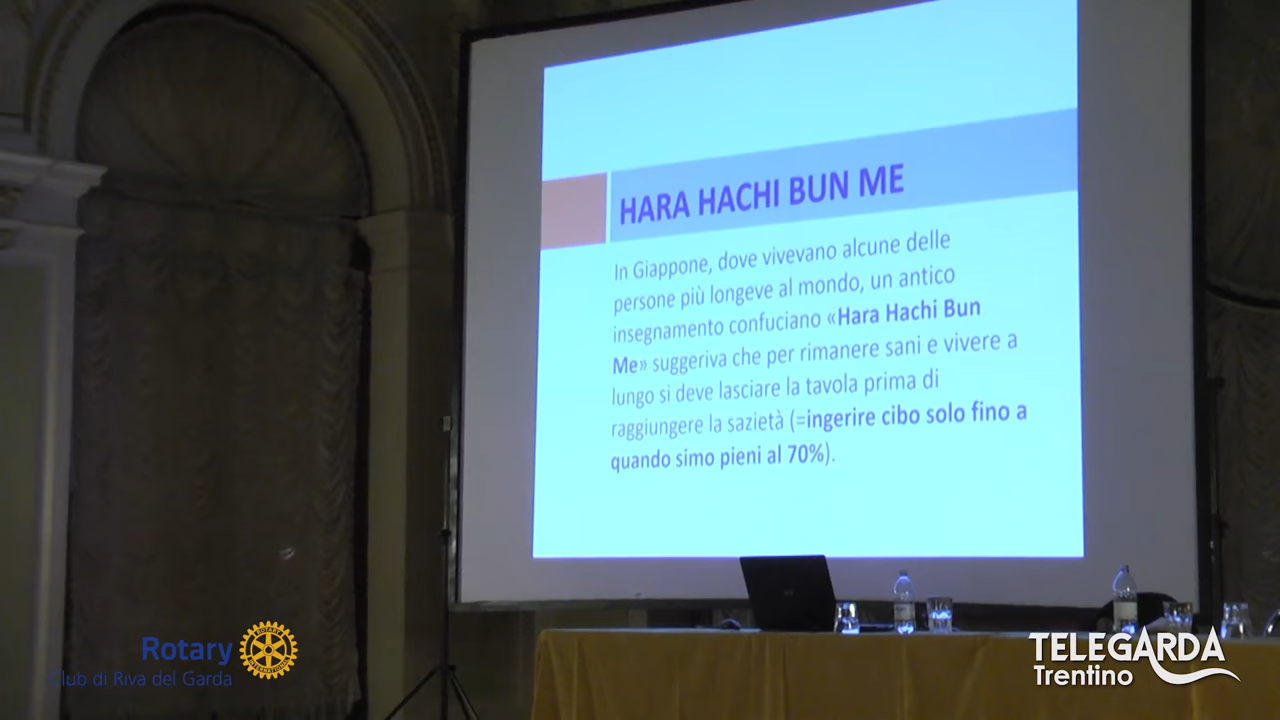 HARA HACHI BUN ME
In Giappone, dove vivevano alcune delle
persone più longeve al mondo, un antico
insegnamento confuciano «Hara Hachi Bun
Me» suggeriva che per rimanere sani e vivere a
lungo si deve lasciare la tavola prima di
raggiungere la sazietà (=ingerire cibo solo fino a
quando simo pieni al 70%).
Rotary
Club di Riva del Garda
ROTARY
INTERNATIONAL
TELEGARDA
Trentino